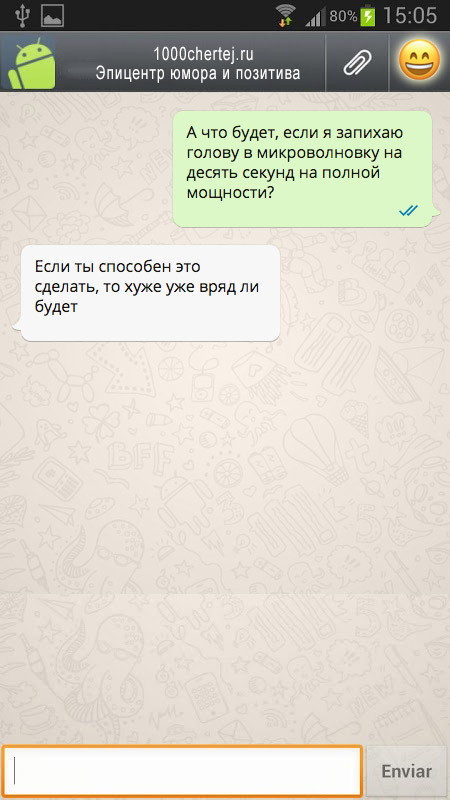 80% 15:05
1000chertej.ru
Эпицентр юмора и позитива
А что будет, если я запихаю
голову в микроволновку на
десять секунд на полной
мощности?
Если ты способен это
сделать, то хуже уже вряд ли
будет
BFF
Enviar